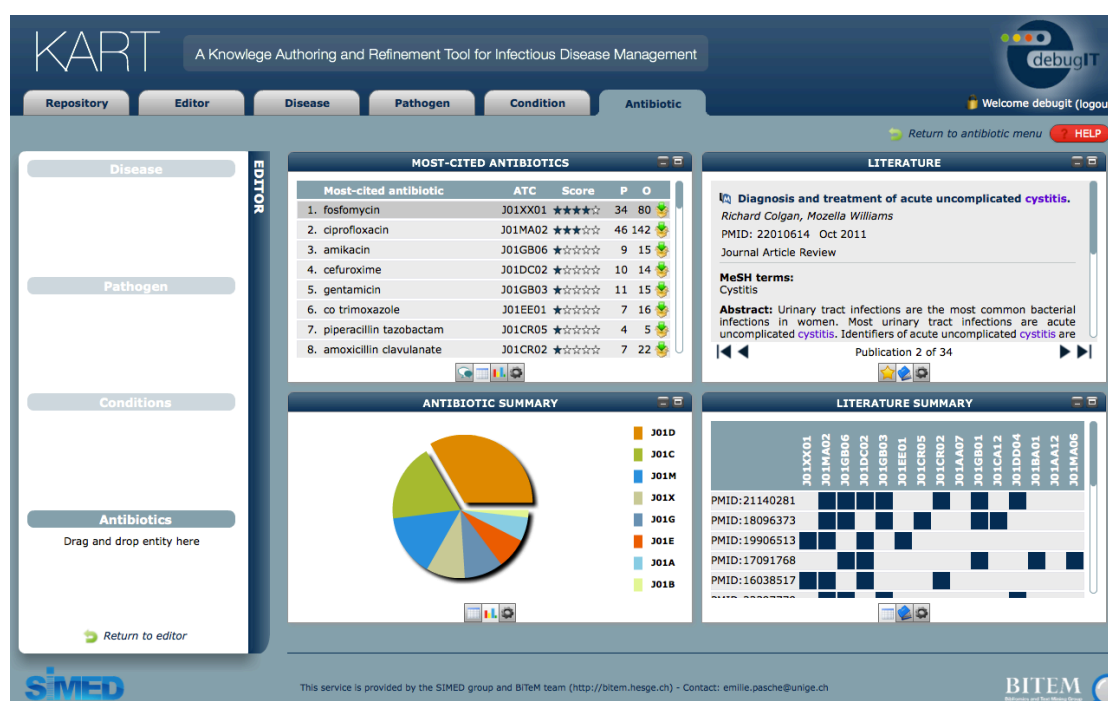 KART
A Knowlege Authoring and Refinement Tool for Infectious Disease Management
debugIT
Repository Editor Disease Pathogen Condition Antibiotic
Welcome debugit (logou
Return to antibiotic menu ? HELP
EDITOR
Disease
Pathogen
Conditions
Antibiotics
Drag and drop entity here
Return to editor
MOST-CITED ANTIBIOTICS
Most-cited antibiotic ATC Score P O
1. fosfomycin J01XX01 ★★★★☆ 34 80
2. ciprofloxacin J01MA02 ★★★☆☆ 46 142
3. amikacin J01GB06 ★☆☆☆☆ 9 15
4. cefuroxime J01DC02 ★☆☆☆☆ 10 14
5. gentamicin J01GB03 ★☆☆☆☆ 11 15
6. co trimoxazole J01EE01 ★☆☆☆☆ 7 16
7. piperacillin tazobactam J01CR05 ★☆☆☆☆ 4 5
8. amoxicillin clavulanate J01CR02 ★☆☆☆☆ 7 22
LITERATURE
Diagnosis and treatment of acute uncomplicated cystitis.
Richard Colgan, Mozella Williams
PMID: 22010614 Oct 2011
Journal Article Review
MeSH terms:
Cystitis
Abstract: Urinary tract infections are the most common bacterial
infections in women. Most urinary tract infections are acute
uncomplicated cystitis. Identifiers of acute uncomplicated cystitis are
Publication 2 of 34
ANTIBIOTIC SUMMARY
J01D
J01C
J01M
J01X
J01G
J01E
J01A
J01B
LITERATURE SUMMARY
J01XX01 J01MA02 J01GB06 J01DC02 J01GB03 J01EE01 J01CR05 J01CR02 J01AA07 J01GB01 J01CA12 J01DD04 J01BA01 J01AA12 J01MA06
PMID:21140281
PMID:18096373
PMID:19906513
PMID:17091768
PMID:16038517
SIMED
This service is provided by the SIMED group and BiTeM team (http://bitem.hesge.ch) - Contact: emilie.pasche@unige.ch
BITEM